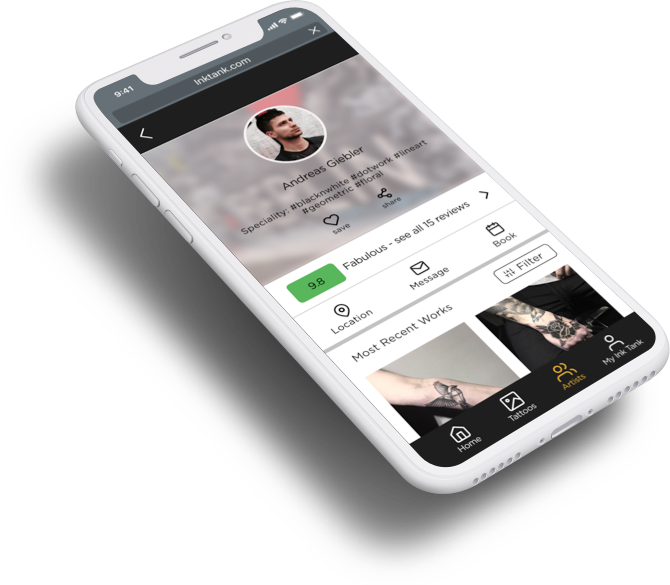 9:41
Inktank.com
Andreas Giebler
Speciality: #blacknwhite #dotwork #lineart
#geometric #floral
save
share
9.8
Fabulous - see all 15 reviews
Location
Message
Book
Most Recent Works
Filter
Home
Tattoos
Artists
My Ink Tank